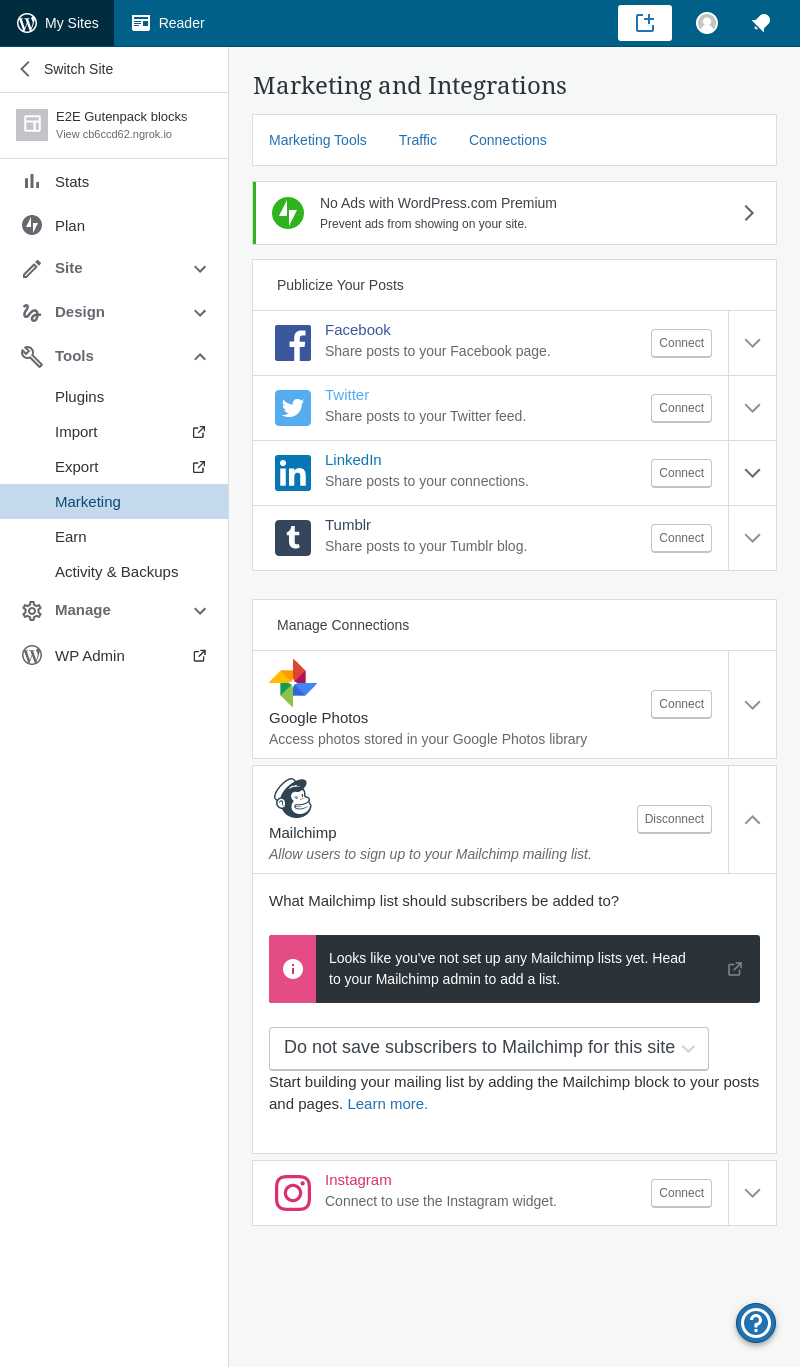 My Sites
Reader
Switch Site
E2E Gutenpack blocks
View cb6ccd62.ngrok.io
Stats
Plan
Site
Design
Tools
Plugins
Import
Export
Marketing
Earn
Activity & Backups
Manage
WP Admin
Marketing and Integrations
Marketing Tools
Traffic
Connections
No Ads with WordPress.com Premium
Prevent ads from showing on your site.
Publicize Your Posts
Facebook
Share posts to your Facebook page.
Connect
Twitter
Share posts to your Twitter feed.
Connect
LinkedIn
Share posts to your connections.
Connect
Tumblr
Share posts to your Tumblr blog.
Connect
Manage Connections
Google Photos
Access photos stored in your Google Photos library
Connect
Mailchimp
Allow users to sign up to your Mailchimp mailing list.
Disconnect
What Mailchimp list should subscribers be added to?
Looks like you've not set up any Mailchimp lists yet. Head
to your Mailchimp admin to add a list.
Do not save subscribers to Mailchimp for this site
Start building your mailing list by adding the Mailchimp block to your posts
and pages. Learn more.
Instagram
Connect to use the Instagram widget.
Connect